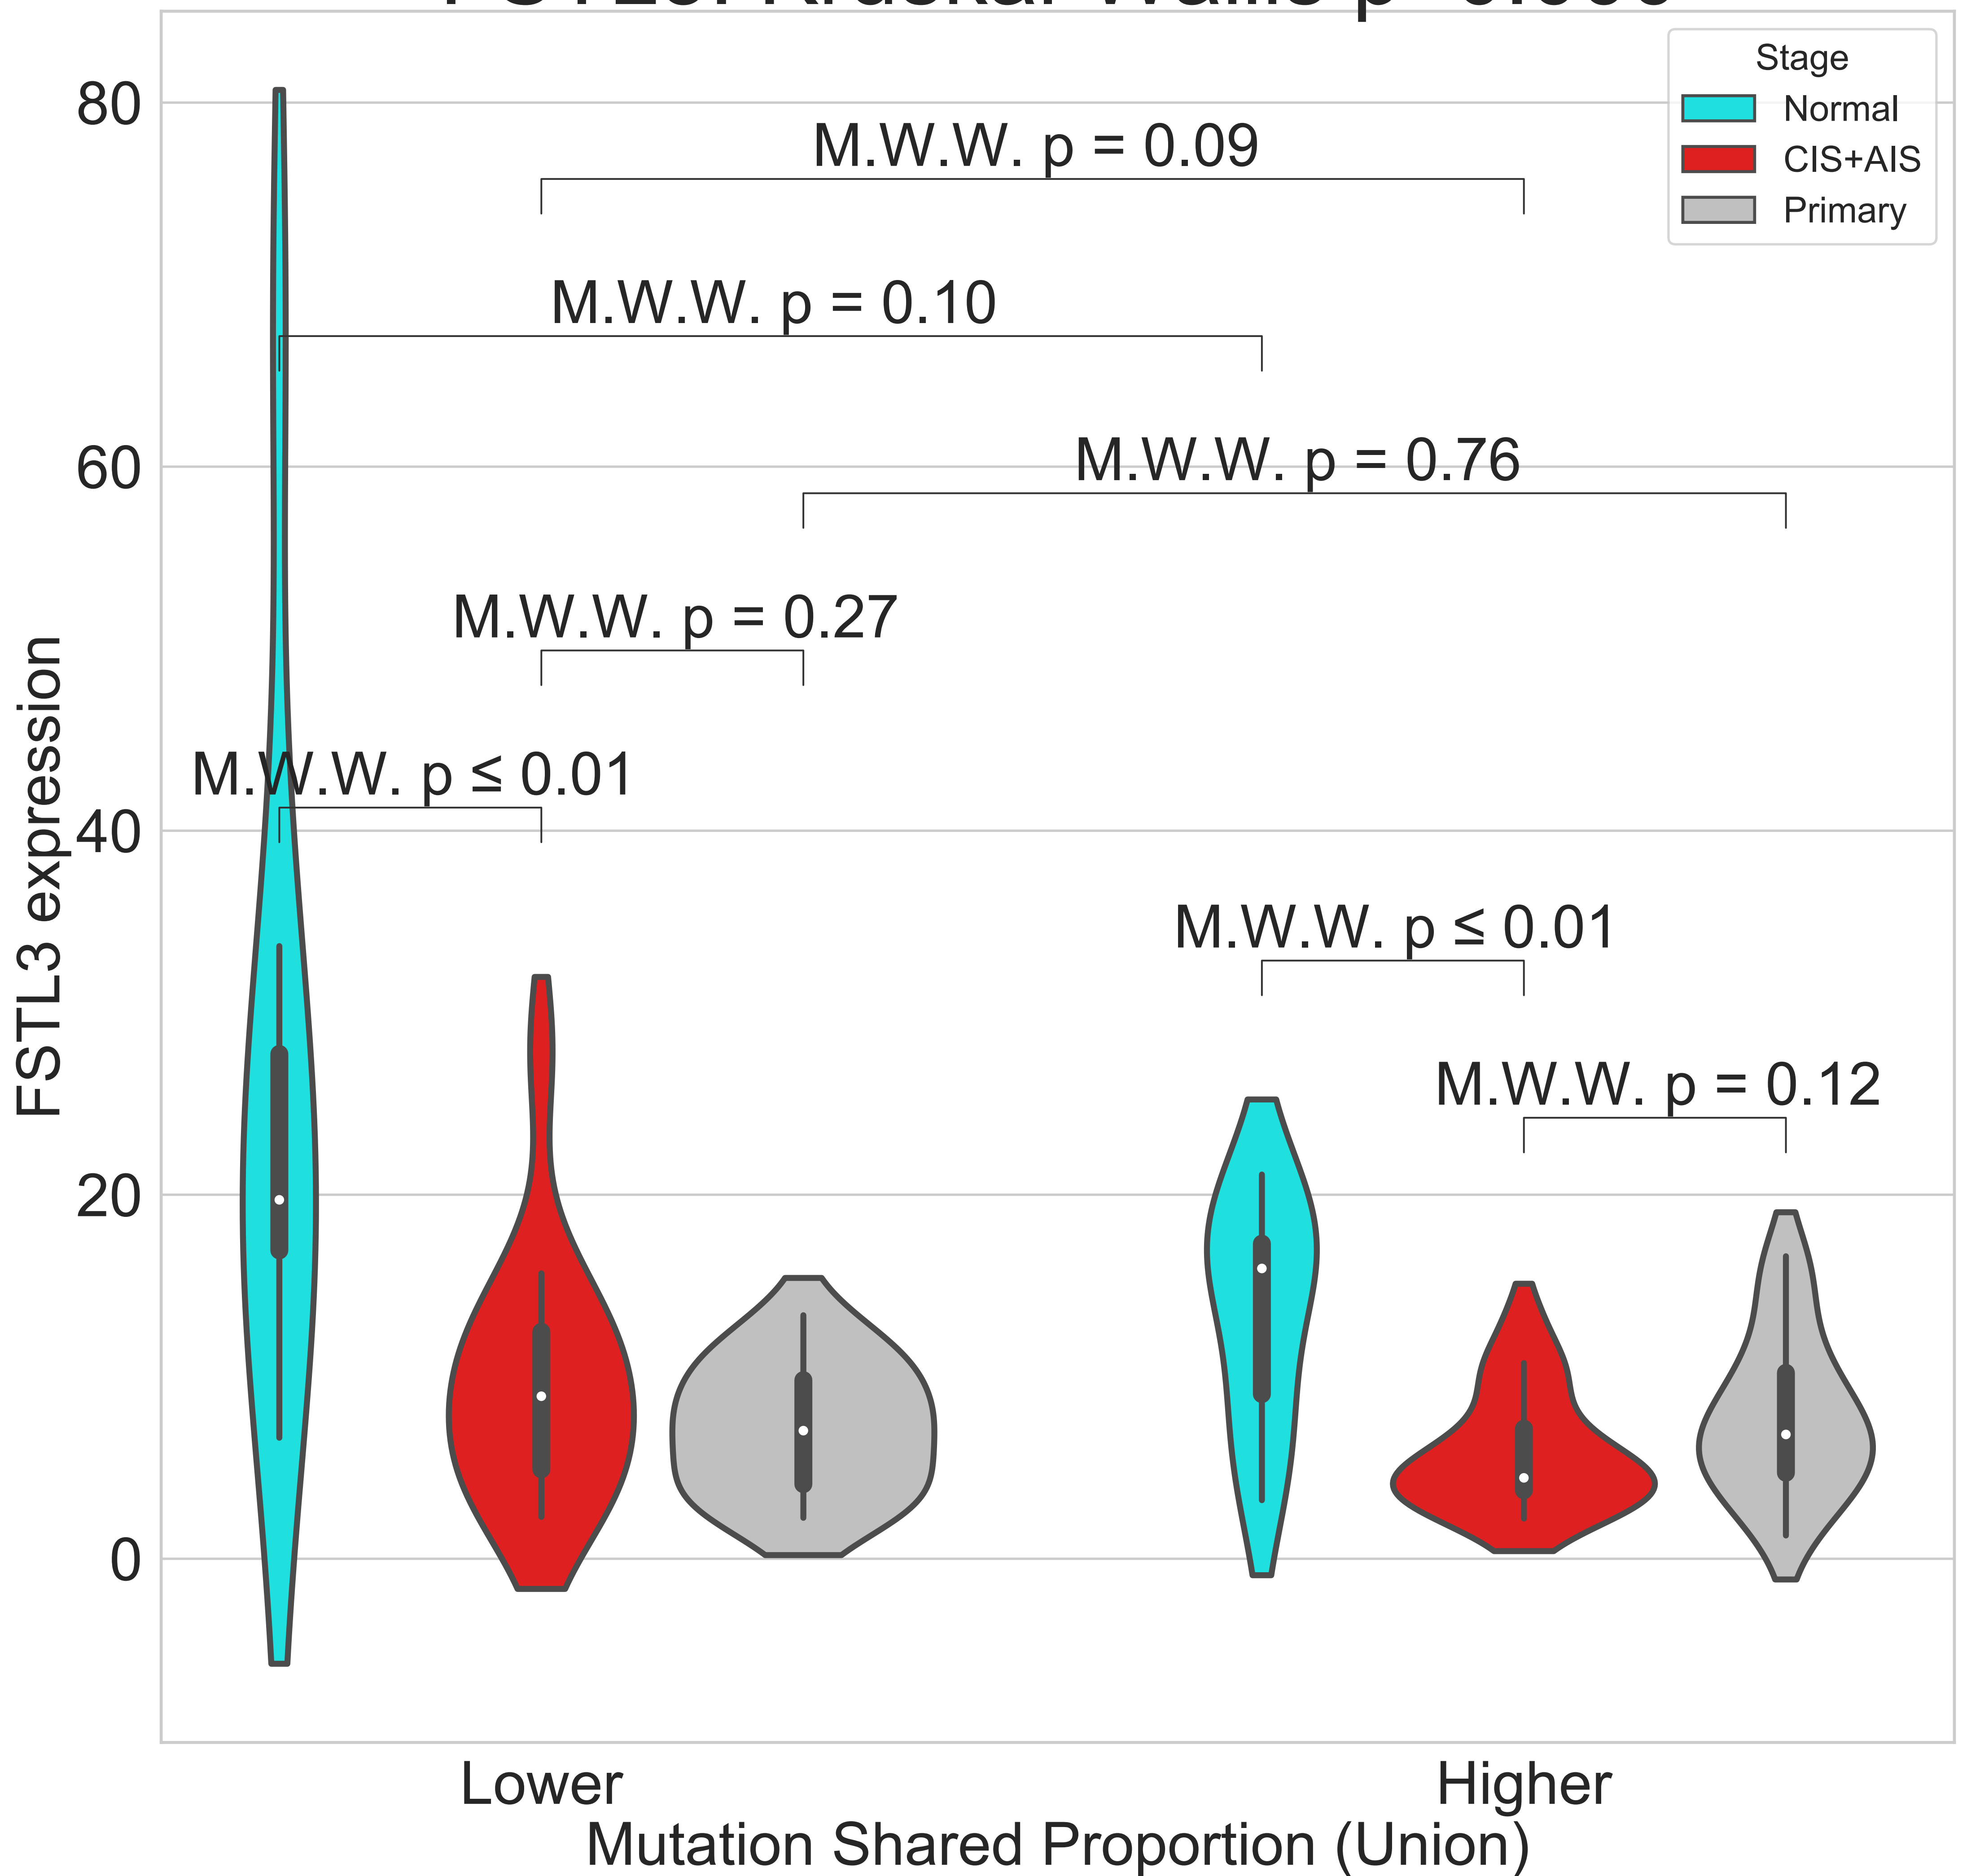 Stage
Normal
CIS+AIS
Primary
80
60
40
20
0
FSTL3 expression
M.W.W. p = 0.09
M.W.W. p = 0.10
M.W.W. p = 0.76
M.W.W. p = 0.27
M.W.W. p ≤ 0.01
M.W.W. p ≤ 0.01
M.W.W. p = 0.12
Lower
Higher
Mutation Shared Proportion (Union)